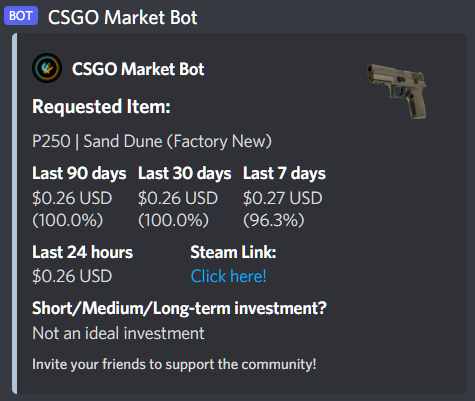 BOT CSGO Market Bot
CSGO Market Bot
Requested Item:
P250 | Sand Dune (Factory New)
Last 90 days Last 30 days Last 7 days
$0.26 USD $0.26 USD $0.27 USD
(100.0%) (100.0%) (96.3%)
Last 24 hours Steam Link:
$0.26 USD Click here!
Short/Medium/Long-term investment?
Not an ideal investment
Invite your friends to support the community!